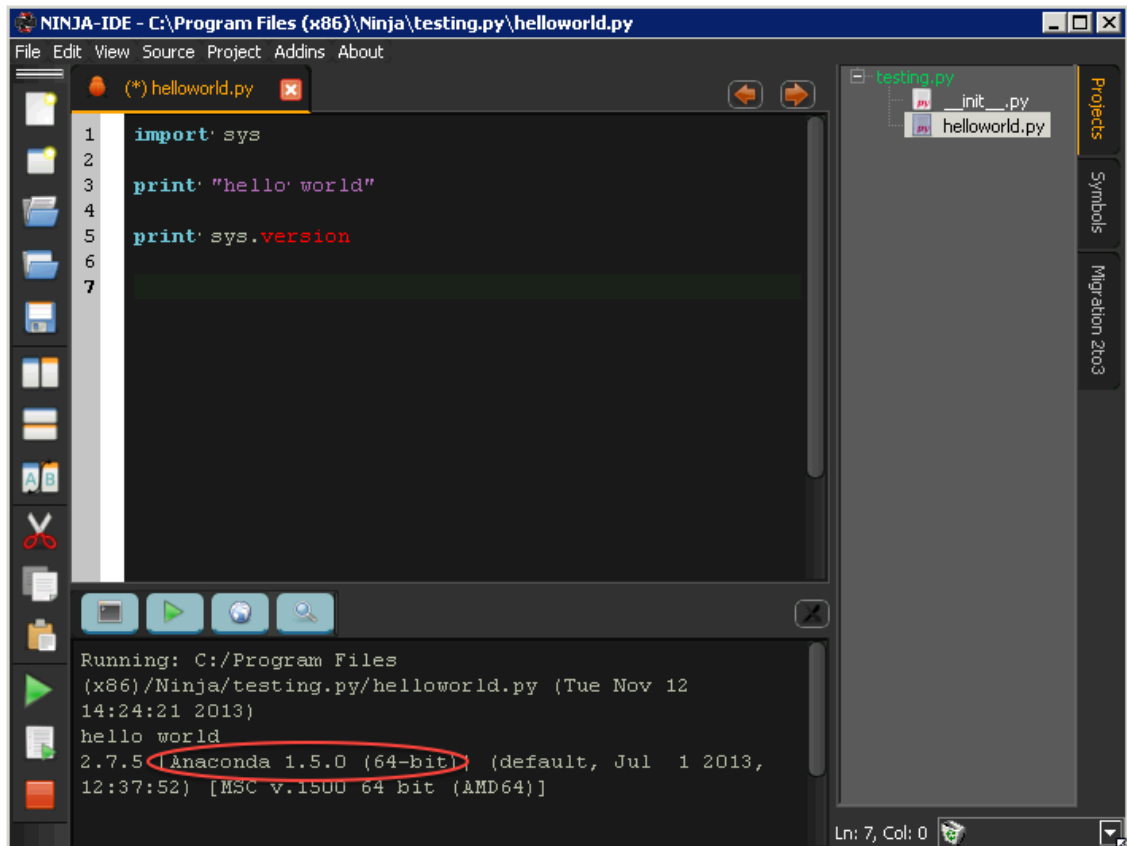 NINJA-IDE - C:\Program Files (x86)\Ninja\testing.py\helloworld.py
File Edit View Source Project Addins About
(*) helloworld.py
1 import sys
2
3 print "hello world"
4
5 print sys.version
6
7
testing.py
__init__.py
helloworld.py
Projects
Symbols
Migration 2to3
A B
Running: C:/Program Files
(x86)/Ninja/testing.py/helloworld.py (Tue Nov 12
14:24:21 2013)
hello world
2.7.5 |Anaconda 1.5.0 (64-bit)| (default, Jul  1 2013,
12:37:52) [MSC v.1500 64 bit (AMD64)]
Ln: 7, Col: 0